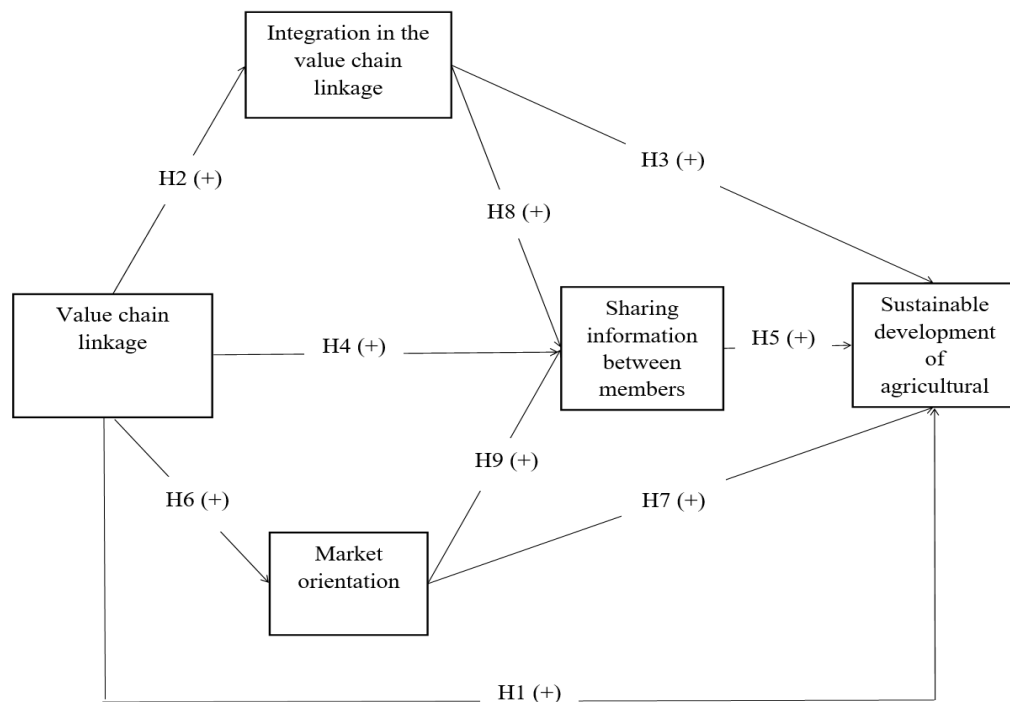 Integration in the
value chain
linkage
H3 (+)
H2 (+)
H8 (+)
Value chain
linkage
H4 (+)
Sharing
information
between
members
H5 (+)
Sustainable
development
of
agricultural
H9 (+)
H6 (+)
H7 (+)
Market
orientation
H1 (+)